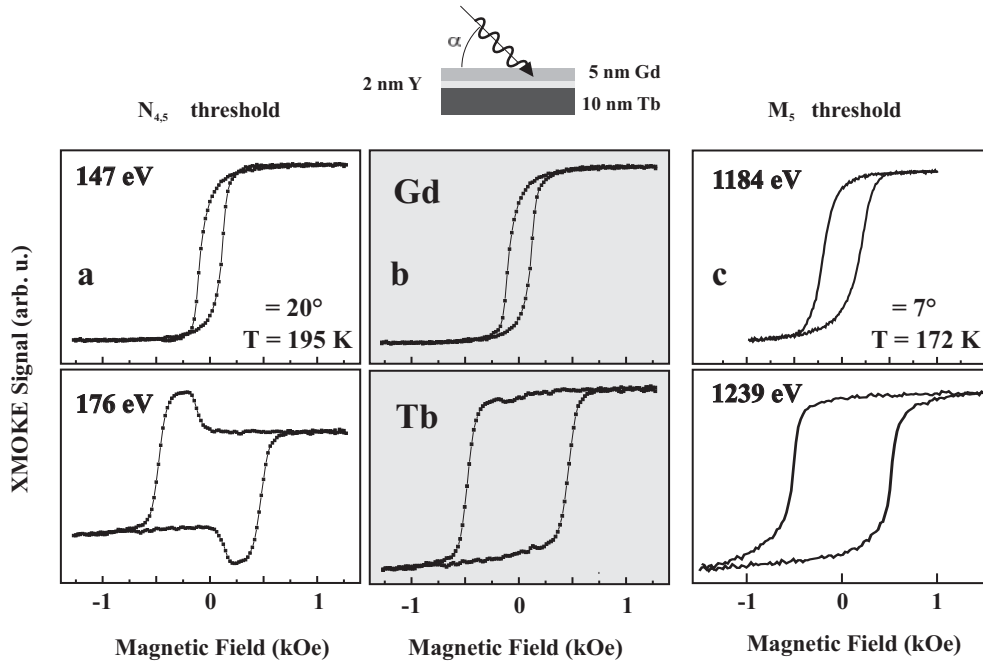 α
5 nm Gd
2 nm Y
10 nm Tb
N4,5 threshold
M5 threshold
147 eV
a
= 20°
T = 195 K
Gd
b
1184 eV
c
= 7°
T = 172 K
176 eV
Tb
1239 eV
XMOKE Signal (arb. u.)
-1 0 1
-1 0 1
-1 0 1
Magnetic Field (kOe)
Magnetic Field (kOe)
Magnetic Field (kOe)